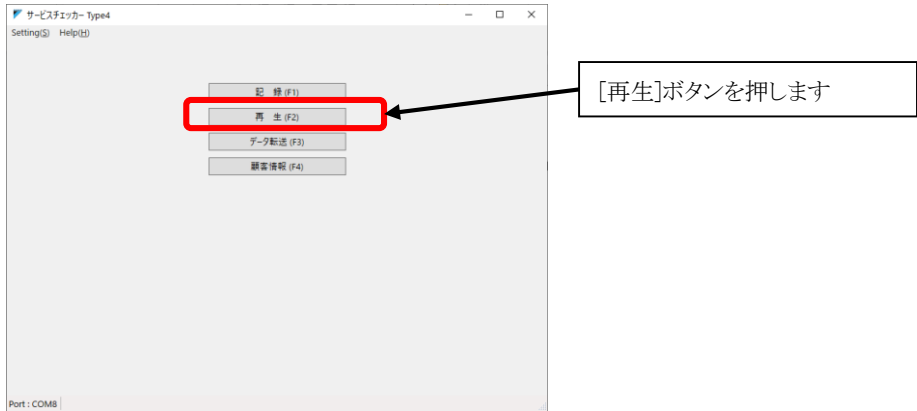 サービスチェッカー Type4
Setting(S) Help(H)
記 録 (F1)
再 生 (F2)
データ転送 (F3)
顧客情報 (F4)
[再生]ボタンを押します
Port : COM8